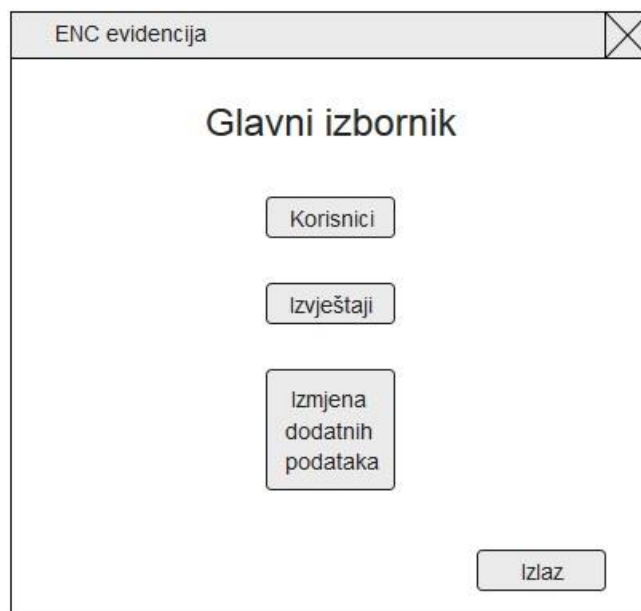 ENC evidencija
Glavni izbornik
Korisnici
Izvještaji
Izmjena
dodatnih
podataka
Izlaz